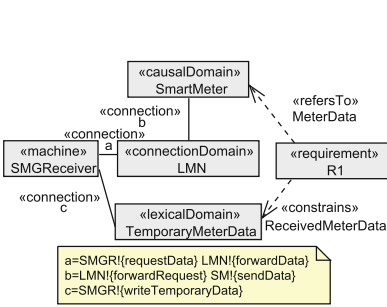 «causalDomain»
SmartMeter
«connection»
b
«refersTo»
MeterData
«connection»
a
«machine»
SMGReceiver
«connectionDomain»
LMN
«requirement»
R1
«connection»
c
«lexicalDomain»
TemporaryMeterData
«constrains»
ReceivedMeterData
a=SMGR!{requestData} LMN!{forwardData}
b=LMN!{forwardRequest} SM!{sendData}
c=SMGR!{writeTemporaryData}